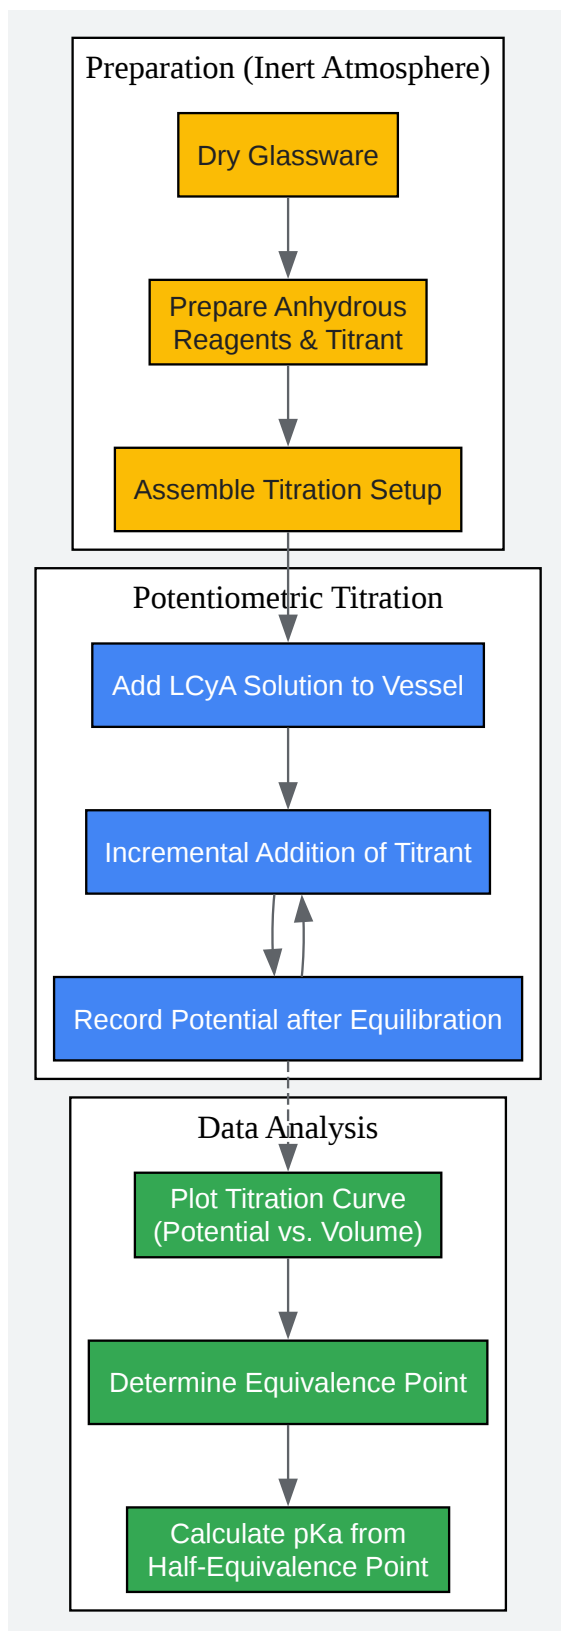 Preparation (Inert Atmosphere)
Dry Glassware
Prepare Anhydrous
Reagents & Titrant
Assemble Titration Setup
Potentiometric Titration
Add LCyA Solution to Vessel
Incremental Addition of Titrant
Record Potential after Equilibration
Data Analysis
Plot Titration Curve
(Potential vs. Volume)
Determine Equivalence Point
Calculate pKa from
Half-Equivalence Point